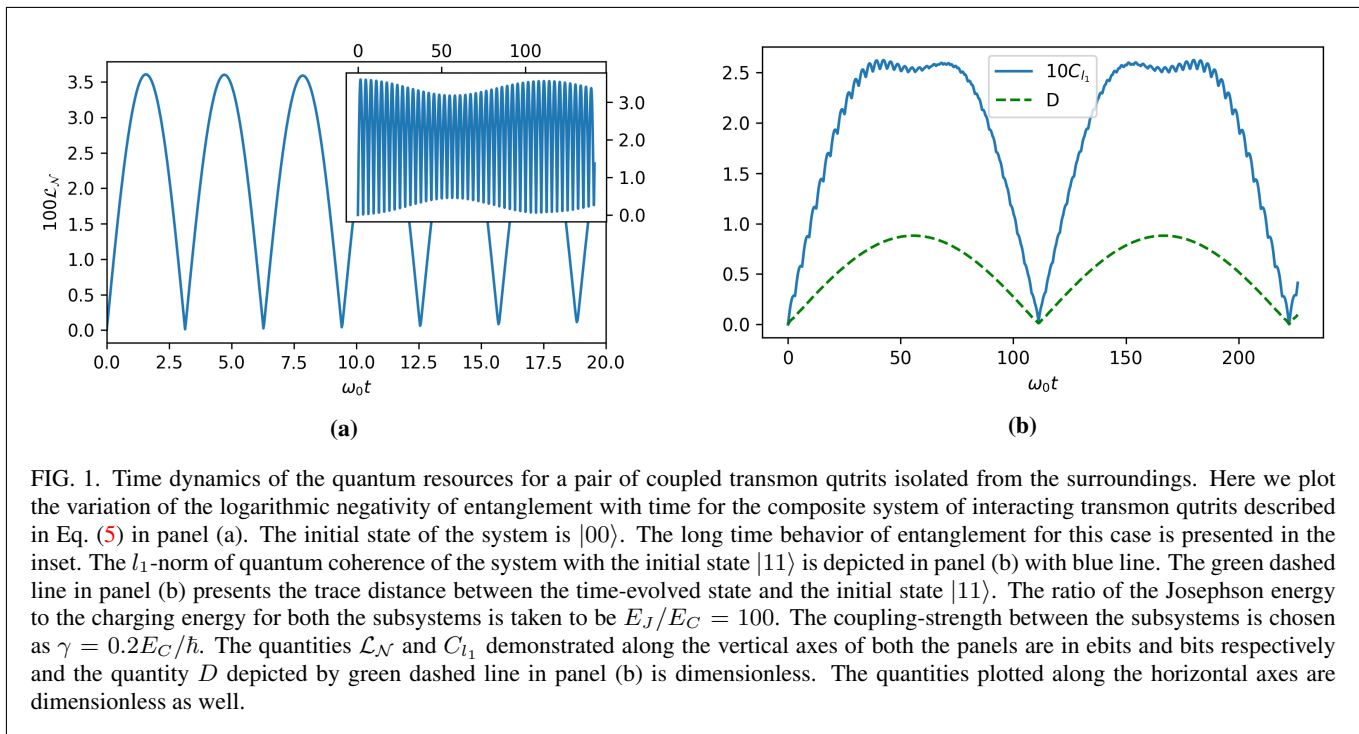 0 50 100
3.5
3.0
2.5
2.0
1.5
1.0
0.5
0.0
100ℒ_𝒩
3.0
2.0
1.0
0.0
0.0 2.5 5.0 7.5 10.0 12.5 15.0 17.5 20.0
ω₀t
(a)
2.5
2.0
1.5
1.0
0.5
0.0
10C_{l₁}
D
0 50 100 150 200
ω₀t
(b)
FIG. 1. Time dynamics of the quantum resources for a pair of coupled transmon qutrits isolated from the surroundings. Here we plot
the variation of the logarithmic negativity of entanglement with time for the composite system of interacting transmon qutrits described
in Eq. (5) in panel (a). The initial state of the system is |00⟩. The long time behavior of entanglement for this case is presented in the
inset. The l₁-norm of quantum coherence of the system with the initial state |11⟩ is depicted in panel (b) with blue line. The green dashed
line in panel (b) presents the trace distance between the time-evolved state and the initial state |11⟩. The ratio of the Josephson energy
to the charging energy for both the subsystems is taken to be E_J/E_C = 100. The coupling-strength between the subsystems is chosen
as γ = 0.2E_C/ℏ. The quantities ℒ_𝒩 and C_{l₁} demonstrated along the vertical axes of both the panels are in ebits and bits respectively
and the quantity D depicted by green dashed line in panel (b) is dimensionless. The quantities plotted along the horizontal axes are
dimensionless as well.